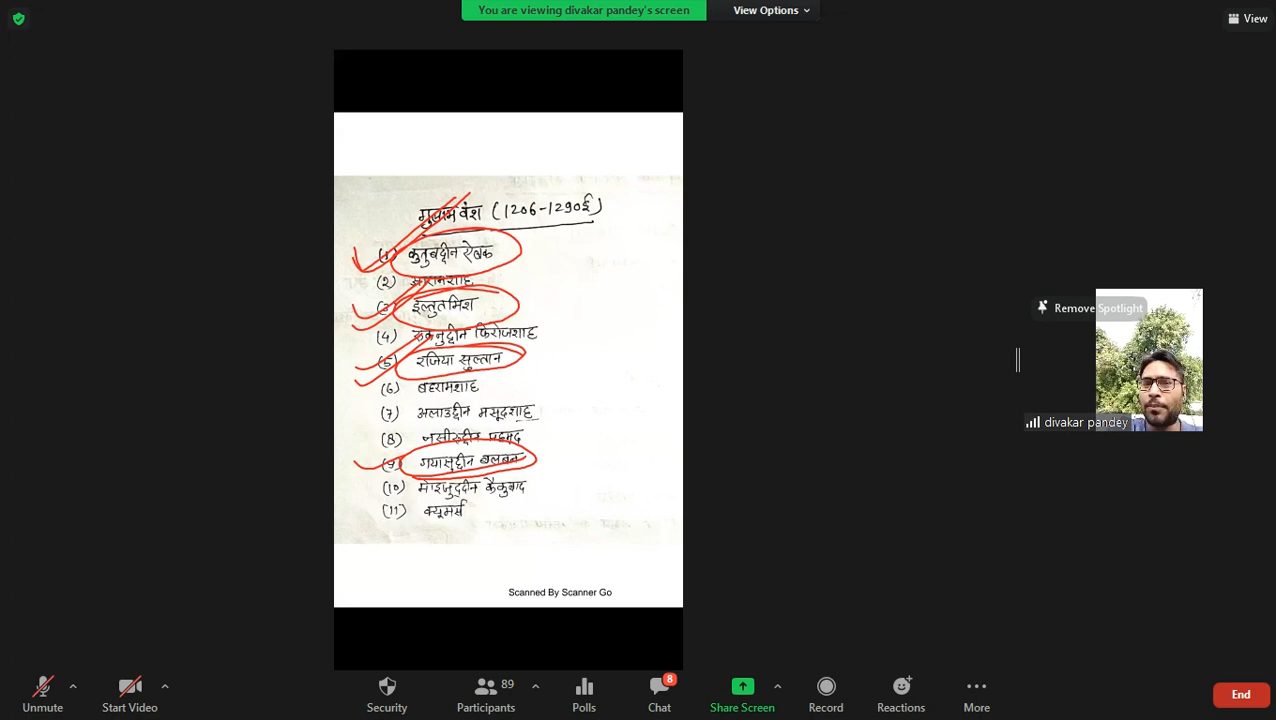 You are viewing divakar pandey's screen
View Options
View
गुलाम वंश (1206-1290ई)
(1) कुतुबद्दीन ऐबक
(2) आरामशाह
(3) इल्तुतमिश
(4) रुकनुद्दीन फिरोजशाह
(5) रजिया सुल्तान
(6) बहरामशाह
(7) अलाउद्दीन मसूदशाह
(8) नसीरुद्दीन महमूद
(9) गयासुद्दीन बलबन
(10) मोइजुद्दीन कैकुबाद
(11) क्यूमर्स
Scanned By Scanner Go
Remove Spotlight
divakar pandey
Unmute
Start Video
Security
89
Participants
Polls
8
Chat
Share Screen
Record
Reactions
More
End